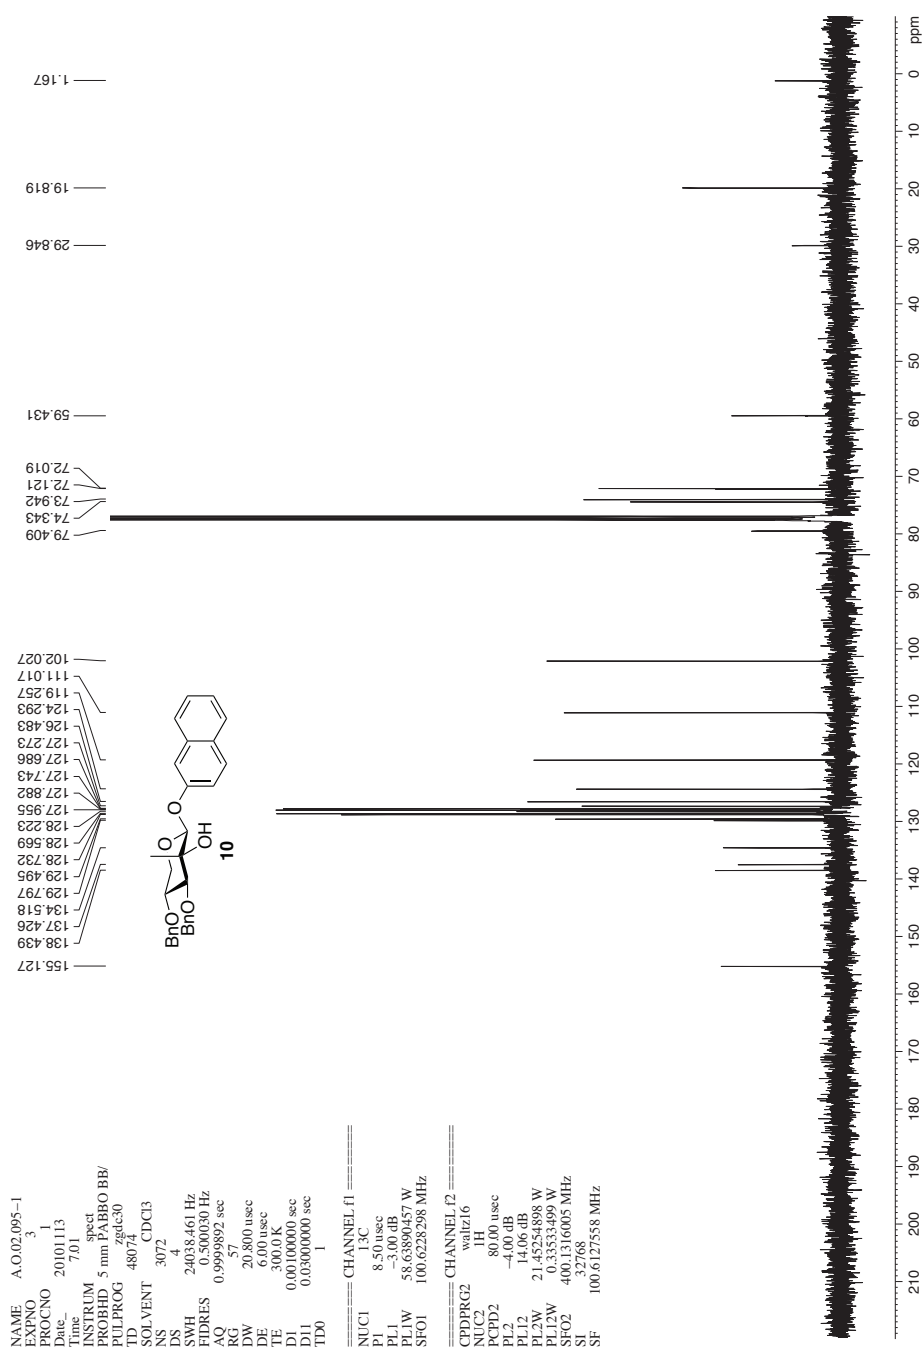 NAME A.O.02.095-1
EXPNO 3
PROCNO 1
Date_ 20101113
Time 7.01
INSTRUM spect
PROBHD 5 mm PABBO BB/
PULPROG zgdc30
TD 48074
SOLVENT CDCl3
NS 3072
DS 4
SWH 24038.461 Hz
FIDRES 0.500030 Hz
AQ 0.9999892 sec
RG 57
DW 20.800 usec
DE 6.00 usec
TE 300.0 K
D1 0.00100000 sec
D11 0.03000000 sec
TD0 1
======== CHANNEL f1 ========
NUC1 13C
P1 8.50 usec
PL1 -3.00 dB
PL1W 58.63890457 W
SFO1 100.6228298 MHz
======== CHANNEL f2 ========
CPDPRG2 waltz16
NUC2 1H
PCPD2 80.00 usec
PL2 -4.00 dB
PL12 14.06 dB
PL2W 21.45254898 W
PL12W 0.33533499 W
SFO2 400.1316005 MHz
SI 32768
SF 100.6127558 MHz
155.127
138.439
137.426
134.518
129.797
129.495
128.732
128.569
128.223
127.955
127.882
127.743
127.686
127.273
126.483
124.293
119.257
111.017
102.027
79.409
74.343
73.942
72.121
72.019
59.431
29.846
19.819
1.167
BnO
BnO
O
O
OH
10
210 200 190 180 170 160 150 140 130 120 110 100 90 80 70 60 50 40 30 20 10 0 ppm